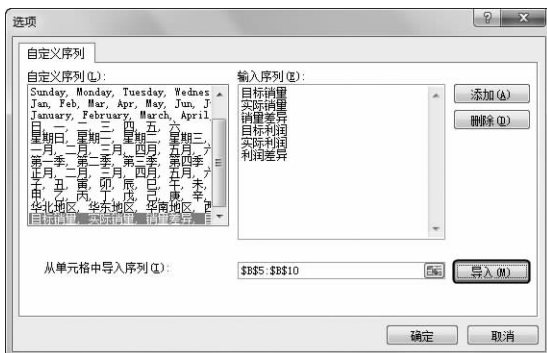 选项
自定义序列
自定义序列(L):
输入序列(E):
Sunday, Monday, Tuesday, Wednes
Jan, Feb, Mar, Apr, May, Jun, J
January, February, March, April
日, 一, 二, 三, 四, 五, 六
星期日, 星期一, 星期二, 星期三,
一月, 二月, 三月, 四月, 五月, 六
第一季, 第二季, 第三季, 第四季,
正月, 二月, 三月, 四月, 五月, 六
子, 丑, 寅, 卯, 辰, 巳, 午, 未,
甲, 乙, 丙, 丁, 戊, 己, 庚, 辛
华北地区, 华东地区, 华南地区, 西
目标销量, 实际销量, 销量差异, 目
目标销量
实际销量
销量差异
目标利润
实际利润
利润差异
添加(A)
删除(D)
从单元格中导入序列(I):
$B$5:$B$10
导入(M)
确定
取消